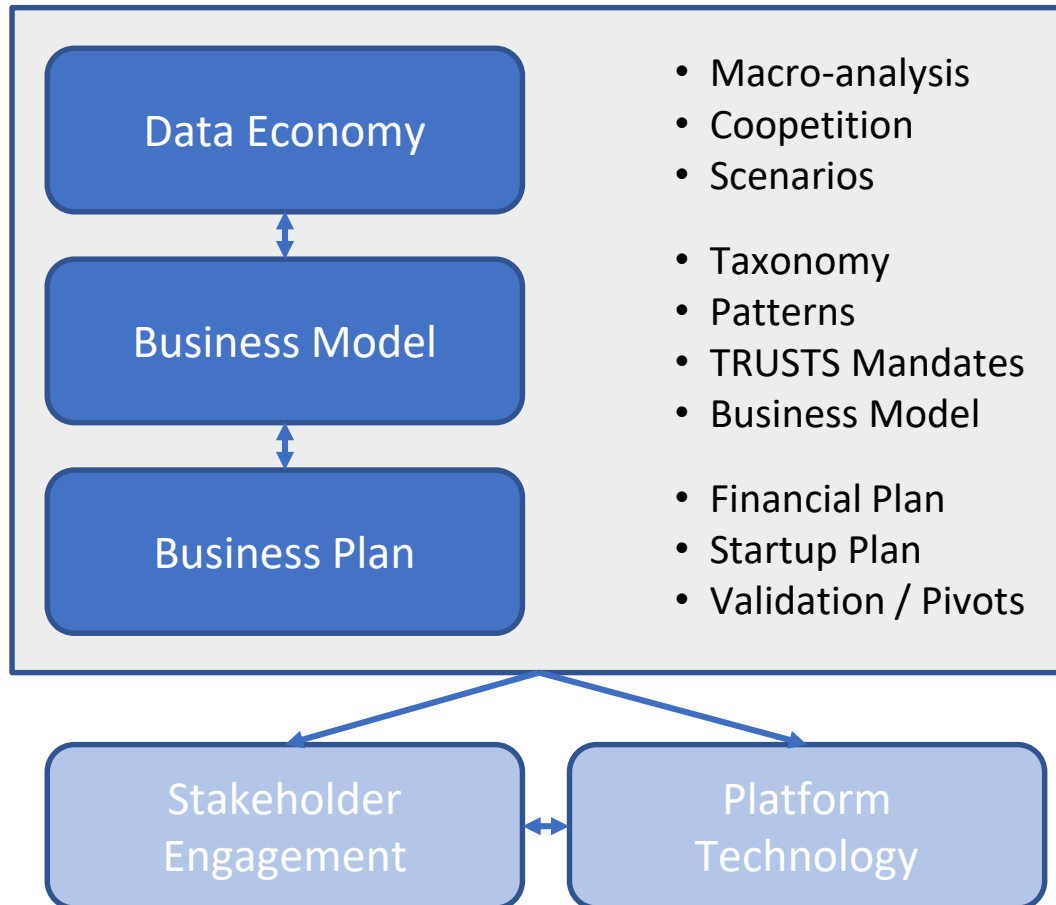 Data Economy
• Macro-analysis
• Coopetition
• Scenarios
Business Model
• Taxonomy
• Patterns
• TRUSTS Mandates
• Business Model
Business Plan
• Financial Plan
• Startup Plan
• Validation / Pivots
Stakeholder
Engagement
Platform
Technology